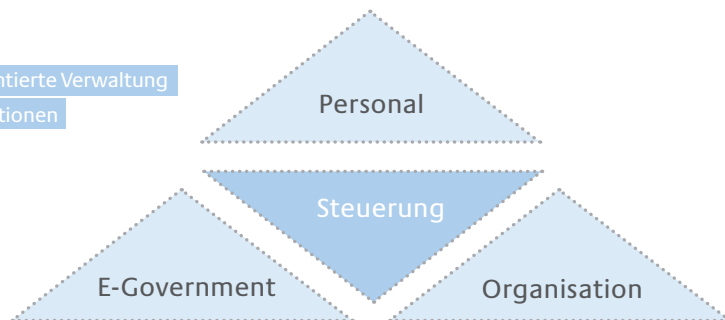 ntierte Verwaltung
tionen
Personal
Steuerung
E-Government
Organisation